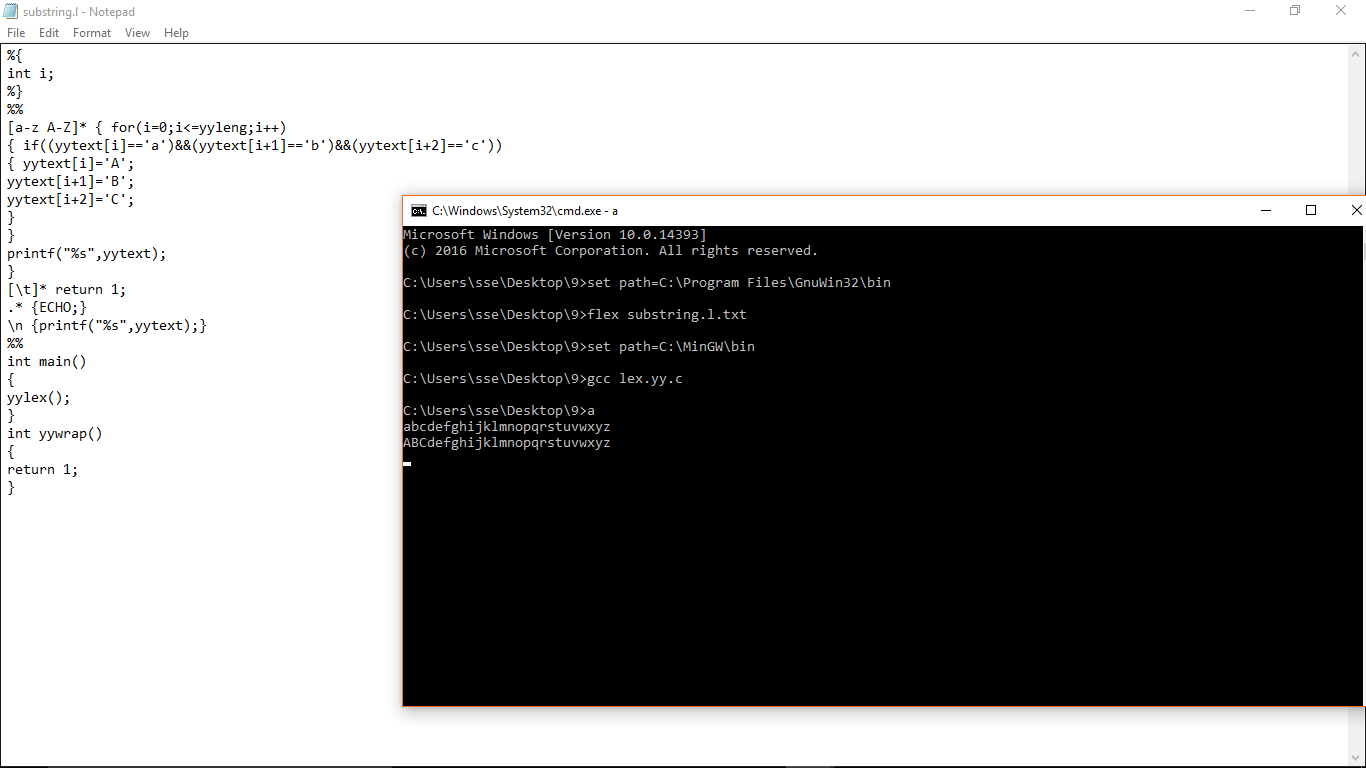 substring.l - Notepad
File Edit Format View Help
%{
int i;
%}
%%
[a-z A-Z]* { for(i=0;i<=yyleng;i++)
{ if((yytext[i]=='a')&&(yytext[i+1]=='b')&&(yytext[i+2]=='c'))
{ yytext[i]='A';
yytext[i+1]='B';
yytext[i+2]='C';
}
}
printf("%s",yytext);
}
[\t]* return 1;
.* {ECHO;}
\n {printf("%s",yytext);}
%%
int main()
{
yylex();
}
int yywrap()
{
return 1;
}
C:\Windows\System32\cmd.exe - a
Microsoft Windows [Version 10.0.14393]
(c) 2016 Microsoft Corporation. All rights reserved.
C:\Users\sse\Desktop\9>set path=C:\Program Files\GnuWin32\bin
C:\Users\sse\Desktop\9>flex substring.l.txt
C:\Users\sse\Desktop\9>set path=C:\MinGW\bin
C:\Users\sse\Desktop\9>gcc lex.yy.c
C:\Users\sse\Desktop\9>a
abcdefghijklmnopqrstuvwxyz
ABCdefghijklmnopqrstuvwxyz